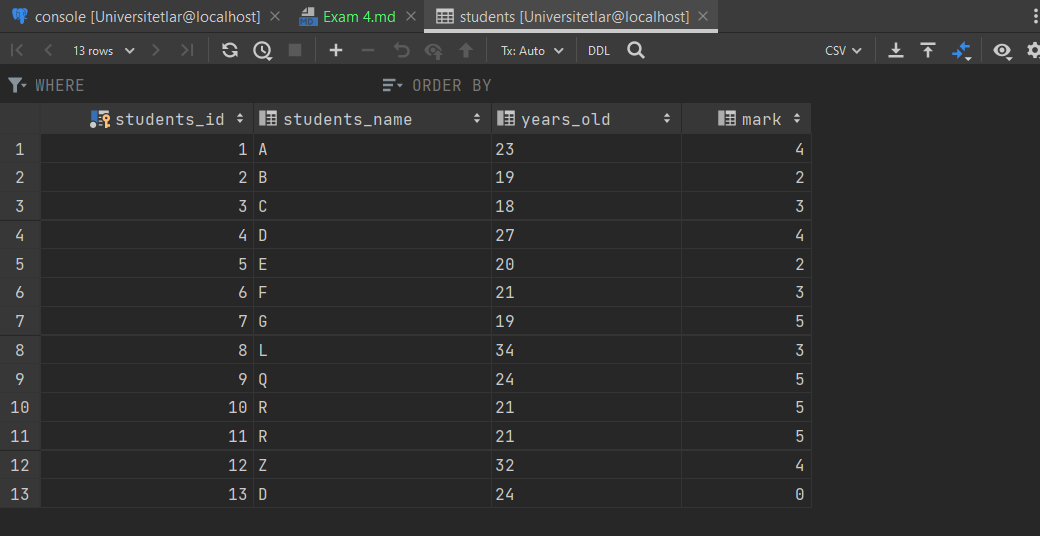 console [Universitetlar@localhost] Exam 4.md students [Universitetlar@localhost]
13 rows Tx: Auto DDL CSV
WHERE ORDER BY
students_id students_name years_old mark
1 1 A 23 4
2 2 B 19 2
3 3 C 18 3
4 4 D 27 4
5 5 E 20 2
6 6 F 21 3
7 7 G 19 5
8 8 L 34 3
9 9 Q 24 5
10 10 R 21 5
11 11 R 21 5
12 12 Z 32 4
13 13 D 24 0